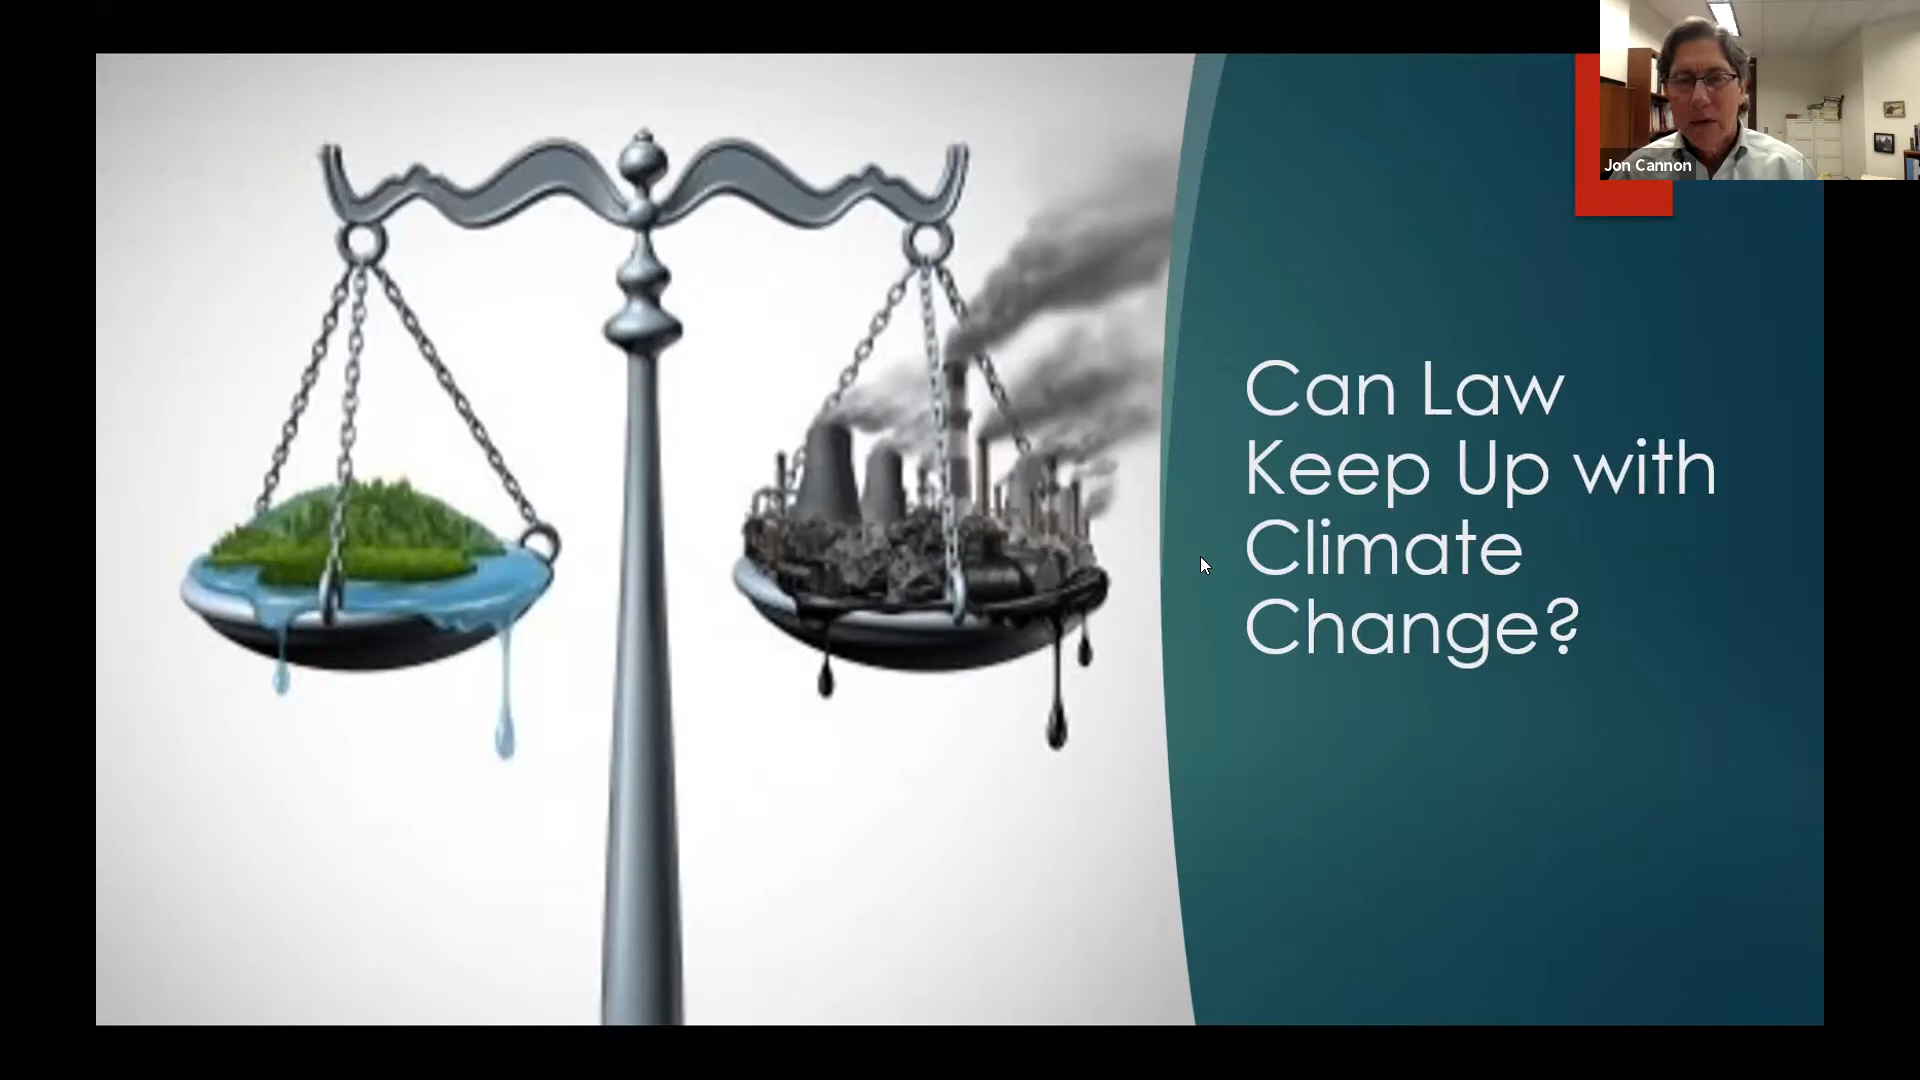 Jon Cannon
Can Law
Keep Up with
Climate
Change?